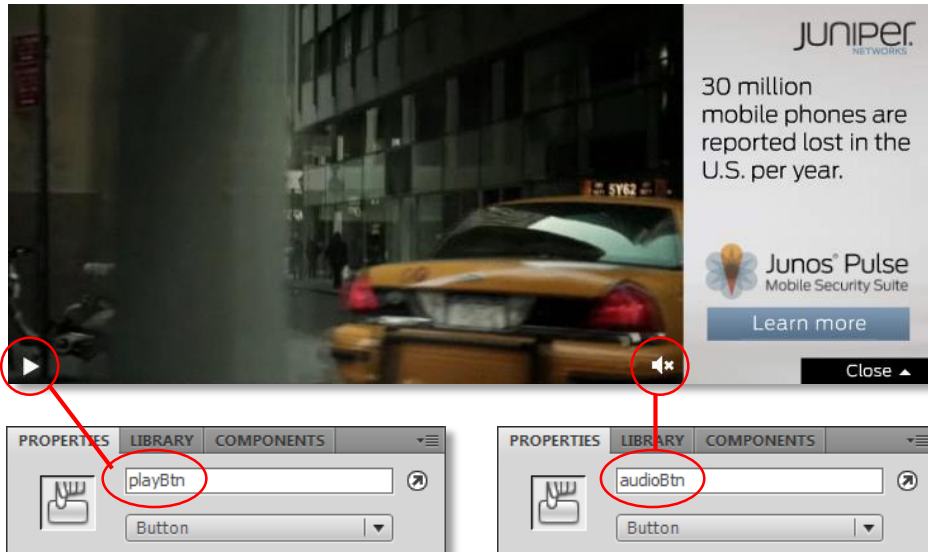 JUNIPER
NETWORKS
30 million
mobile phones are
reported lost in the
U.S. per year.
5Y62
Junos® Pulse
Mobile Security Suite
Learn more
Close
PROPERTIES LIBRARY COMPONENTS
playBtn
Button
PROPERTIES LIBRARY COMPONENTS
audioBtn
Button